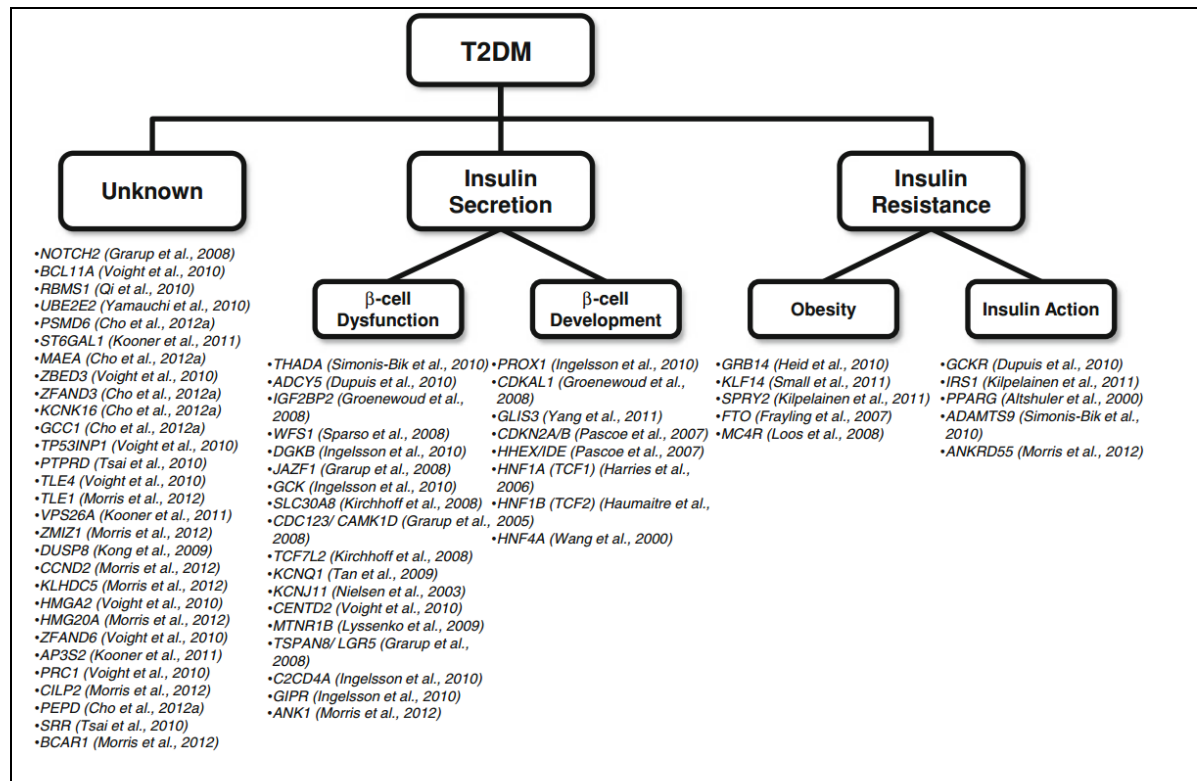 T2DM
Unknown
Insulin
Secretion
Insulin
Resistance
•NOTCH2 (Grarup et al., 2008)
•BCL11A (Voight et al., 2010)
•RBMS1 (Qi et al., 2010)
•UBE2E2 (Yamauchi et al., 2010)
•PSMD6 (Cho et al., 2012a)
•ST6GAL1 (Kooner et al., 2011)
•MAEA (Cho et al., 2012a)
•ZBED3 (Voight et al., 2010)
•ZFAND3 (Cho et al., 2012a)
•KCNK16 (Cho et al., 2012a)
•GCC1 (Cho et al., 2012a)
•TP53INP1 (Voight et al., 2010)
•PTPRD (Tsai et al., 2010)
•TLE4 (Voight et al., 2010)
•TLE1 (Morris et al., 2012)
•VPS26A (Kooner et al., 2011)
•ZMIZ1 (Morris et al., 2012)
•DUSP8 (Kong et al., 2009)
•CCND2 (Morris et al., 2012)
•KLHDC5 (Morris et al., 2012)
•HMGA2 (Voight et al., 2010)
•HMG20A (Morris et al., 2012)
•ZFAND6 (Voight et al., 2010)
•AP3S2 (Kooner et al., 2011)
•PRC1 (Voight et al., 2010)
•CILP2 (Morris et al., 2012)
•PEPD (Cho et al., 2012a)
•SRR (Tsai et al., 2010)
•BCAR1 (Morris et al., 2012)
β-cell
Dysfunction
•THADA (Simonis-Bik et al., 2010)
•ADCY5 (Dupuis et al., 2010)
•IGF2BP2 (Groenewoud et al.,
2008)
•WFS1 (Sparso et al., 2008)
•DGKB (Ingelsson et al., 2010)
•JAZF1 (Grarup et al., 2008)
•GCK (Ingelsson et al., 2010)
•SLC30A8 (Kirchhoff et al., 2008)
•CDC123/ CAMK1D (Grarup et al.,
2008)
•TCF7L2 (Kirchhoff et al., 2008)
•KCNQ1 (Tan et al., 2009)
•KCNJ11 (Nielsen et al., 2003)
•CENTD2 (Voight et al., 2010)
•MTNR1B (Lyssenko et al., 2009)
•TSPAN8/ LGR5 (Grarup et al.,
2008)
•C2CD4A (Ingelsson et al., 2010)
•GIPR (Ingelsson et al., 2010)
•ANK1 (Morris et al., 2012)
β-cell
Development
•PROX1 (Ingelsson et al., 2010)
•CDKAL1 (Groenewoud et al.,
2008)
•GLIS3 (Yang et al., 2011)
•CDKN2A/B (Pascoe et al., 2007)
•HHEX/IDE (Pascoe et al., 2007)
•HNF1A (TCF1) (Harries et al.,
2006)
•HNF1B (TCF2) (Haumaitre et al.,
2005)
•HNF4A (Wang et al., 2000)
Obesity
•GRB14 (Heid et al., 2010)
•KLF14 (Small et al., 2011)
•SPRY2 (Kilpelainen et al., 2011)
•FTO (Frayling et al., 2007)
•MC4R (Loos et al., 2008)
Insulin Action
•GCKR (Dupuis et al., 2010)
•IRS1 (Kilpelainen et al., 2011)
•PPARG (Altshuler et al., 2000)
•ADAMTS9 (Simonis-Bik et al.,
2010)
•ANKRD55 (Morris et al., 2012)